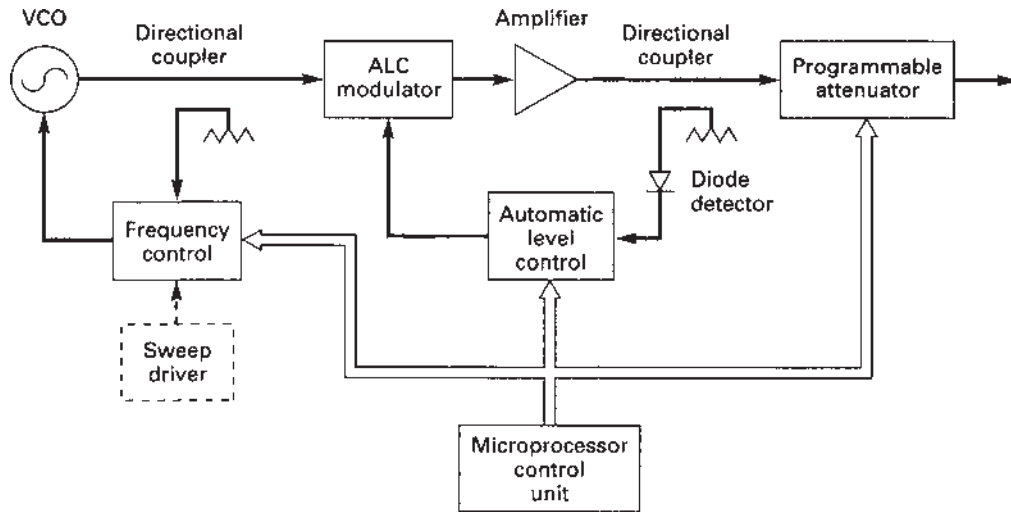 VCO
Directional
coupler
ALC
modulator
Amplifier
Directional
coupler
Programmable
attenuator
Diode
detector
Frequency
control
Automatic
level
control
Sweep
driver
Microprocessor
control
unit